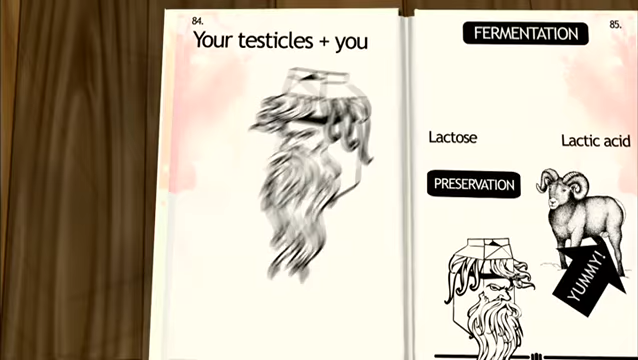 84.
Your testicles + you
85.
FERMENTATION
Lactose
Lactic acid
PRESERVATION
YUMMY!